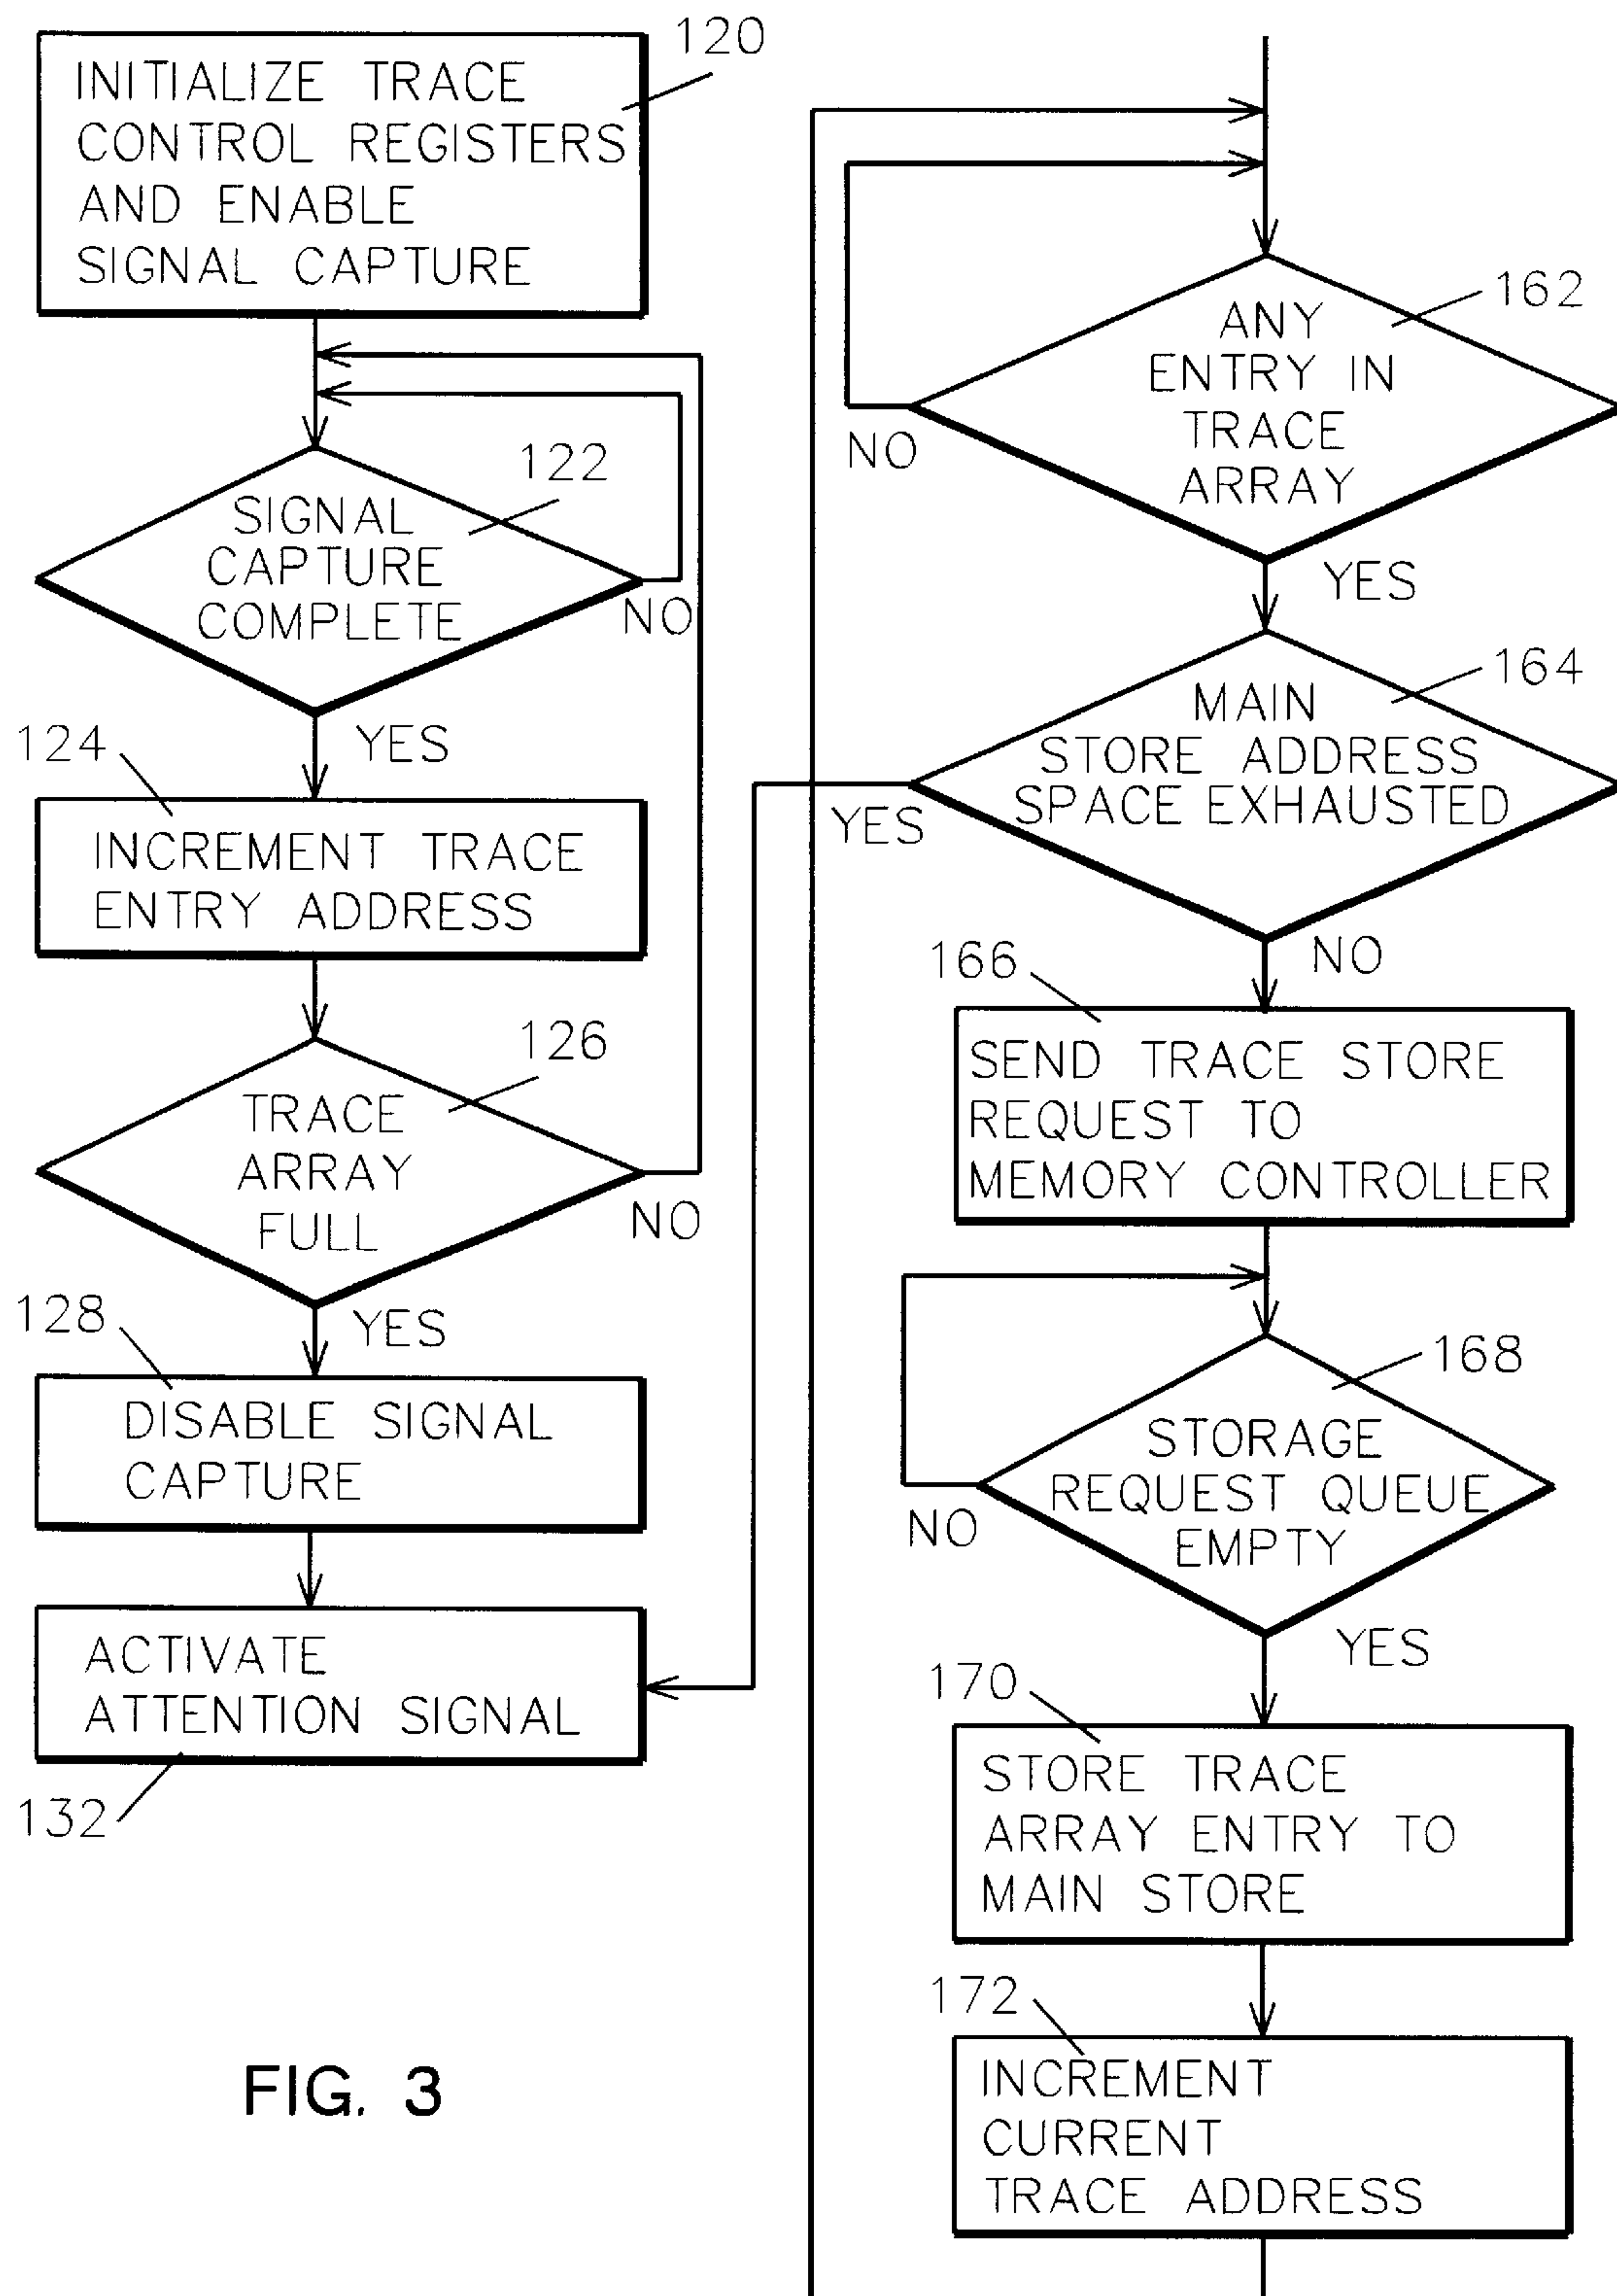 120
INITIALIZE TRACE
CONTROL REGISTERS
AND ENABLE
SIGNAL CAPTURE
122
SIGNAL
CAPTURE
COMPLETE
NO
YES
124
INCREMENT TRACE
ENTRY ADDRESS
126
TRACE
ARRAY
FULL
NO
YES
128
DISABLE SIGNAL
CAPTURE
ACTIVATE
ATTENTION SIGNAL
132
FIG. 3
162
ANY
ENTRY IN
TRACE
ARRAY
NO
YES
164
MAIN
STORE ADDRESS
SPACE EXHAUSTED
YES
NO
166
SEND TRACE STORE
REQUEST TO
MEMORY CONTROLLER
168
STORAGE
REQUEST QUEUE
EMPTY
NO
YES
170
STORE TRACE
ARRAY ENTRY TO
MAIN STORE
172
INCREMENT
CURRENT
TRACE ADDRESS